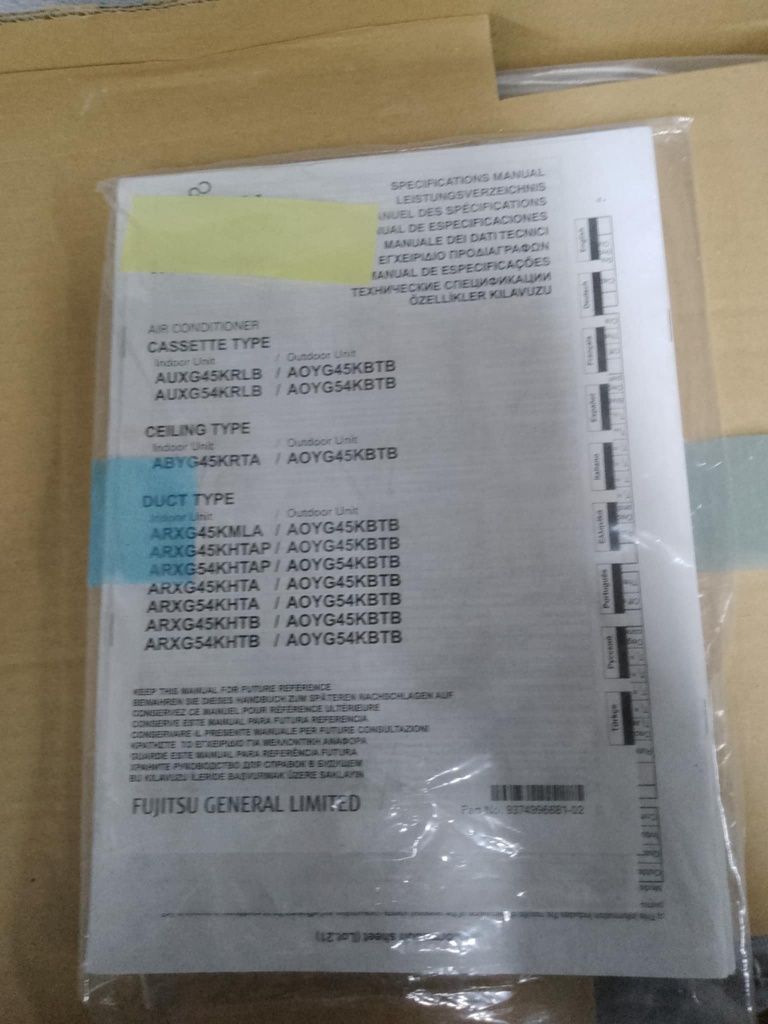 SPECIFICATIONS MANUAL
LEISTUNGSVERZEICHNIS
DES SPÉCIFICATIONS
DE ESPECIFICACIONES
MANUALE DEI DATI TECNICI
ΕΓΧΕΙΡΙΔΙΟ ΠΡΟΔΙΑΓΡΑΦΩΝ
DE ESPECIFICAÇÕES
ТЕХНИЧЕСКИЕ СПЕЦИФИКАЦИИ
ÖZELLİKLER KILAVUZU
AIR CONDITIONER
CASSETTE TYPE
Indoor Unit / Outdoor Unit
AUXG45KRLB / AOYG45KBTB
AUXG54KRLB / AOYG54KBTB
CEILING TYPE
Indoor Unit / Outdoor Unit
ABYG45KRTA / AOYG45KBTB
DUCT TYPE
Indoor Unit / Outdoor Unit
ARXG45KMLA / AOYG45KBTB
ARXG45KHTAP / AOYG45KBTB
ARXG54KHTAP / AOYG54KBTB
ARXG45KHTA / AOYG45KBTB
ARXG54KHTA / AOYG54KBTB
ARXG45KHTB / AOYG45KBTB
ARXG54KHTB / AOYG54KBTB
KEEP THIS MANUAL FOR FUTURE REFERENCE
BEWAHREN SIE DIESES HANDBUCH ZUM SPÄTEREN NACHSCHLAGEN AUF
CONSERVEZ CE MANUEL POUR RÉFÉRENCE ULTÉRIEURE
CONSERVE ESTE MANUAL PARA FUTURA REFERENCIA
CONSERVARE IL PRESENTE MANUALE PER FUTURE CONSULTAZIONI
ΚΡΑΤΗΣΤΕ ΤΟ ΕΓΧΕΙΡΙΔΙΟ ΓΙΑ ΜΕΛΛΟΝΤΙΚΗ ΑΝΑΦΟΡΑ
GUARDE ESTE MANUAL PARA REFERÊNCIA FUTURA
ХРАНИТЕ РУКОВОДСТВО ДЛЯ СПРАВОК В БУДУЩЕМ
BU KILAVUZU İLERİDE BAŞVURMAK ÜZERE SAKLAYIN
FUJITSU GENERAL LIMITED
Part No. 9374996681-02
English
Deutsch
Français
Español
Italiano
Ελληνικά
Português
Русский
Türkçe
sheet (Lot.21)